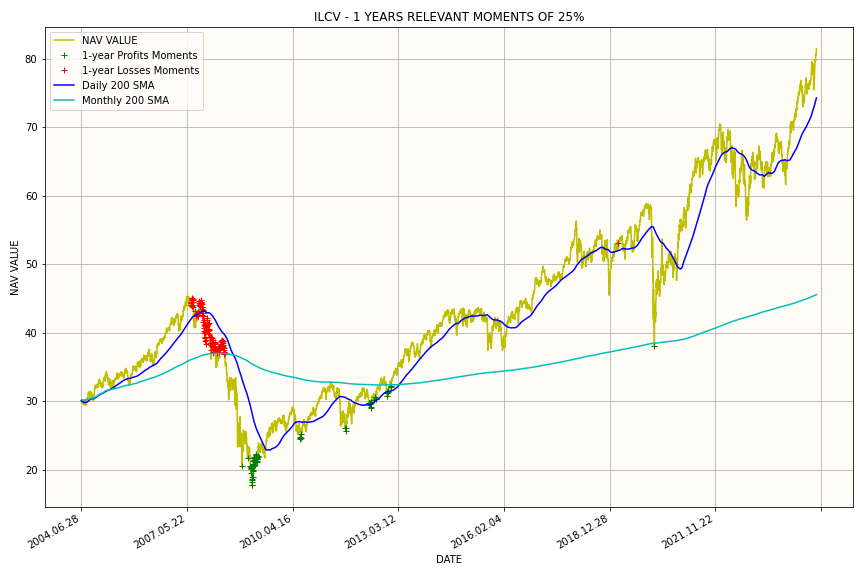 ILCV - 1 YEARS RELEVANT MOMENTS OF 25%
NAV VALUE
1-year Profits Moments
1-year Losses Moments
Daily 200 SMA
Monthly 200 SMA
80
70
60
50
40
30
20
NAV VALUE
2004.06.28
2007.05.22
2010.04.16
2013.03.12
2016.02.04
2018.12.28
2021.11.22
DATE